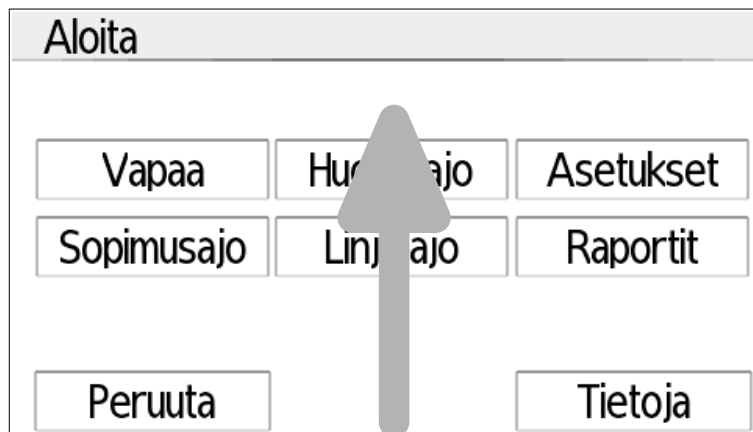 Aloita
Vapaa Asetukset
Sopimusajo Raportit
Peruuta Tietoja